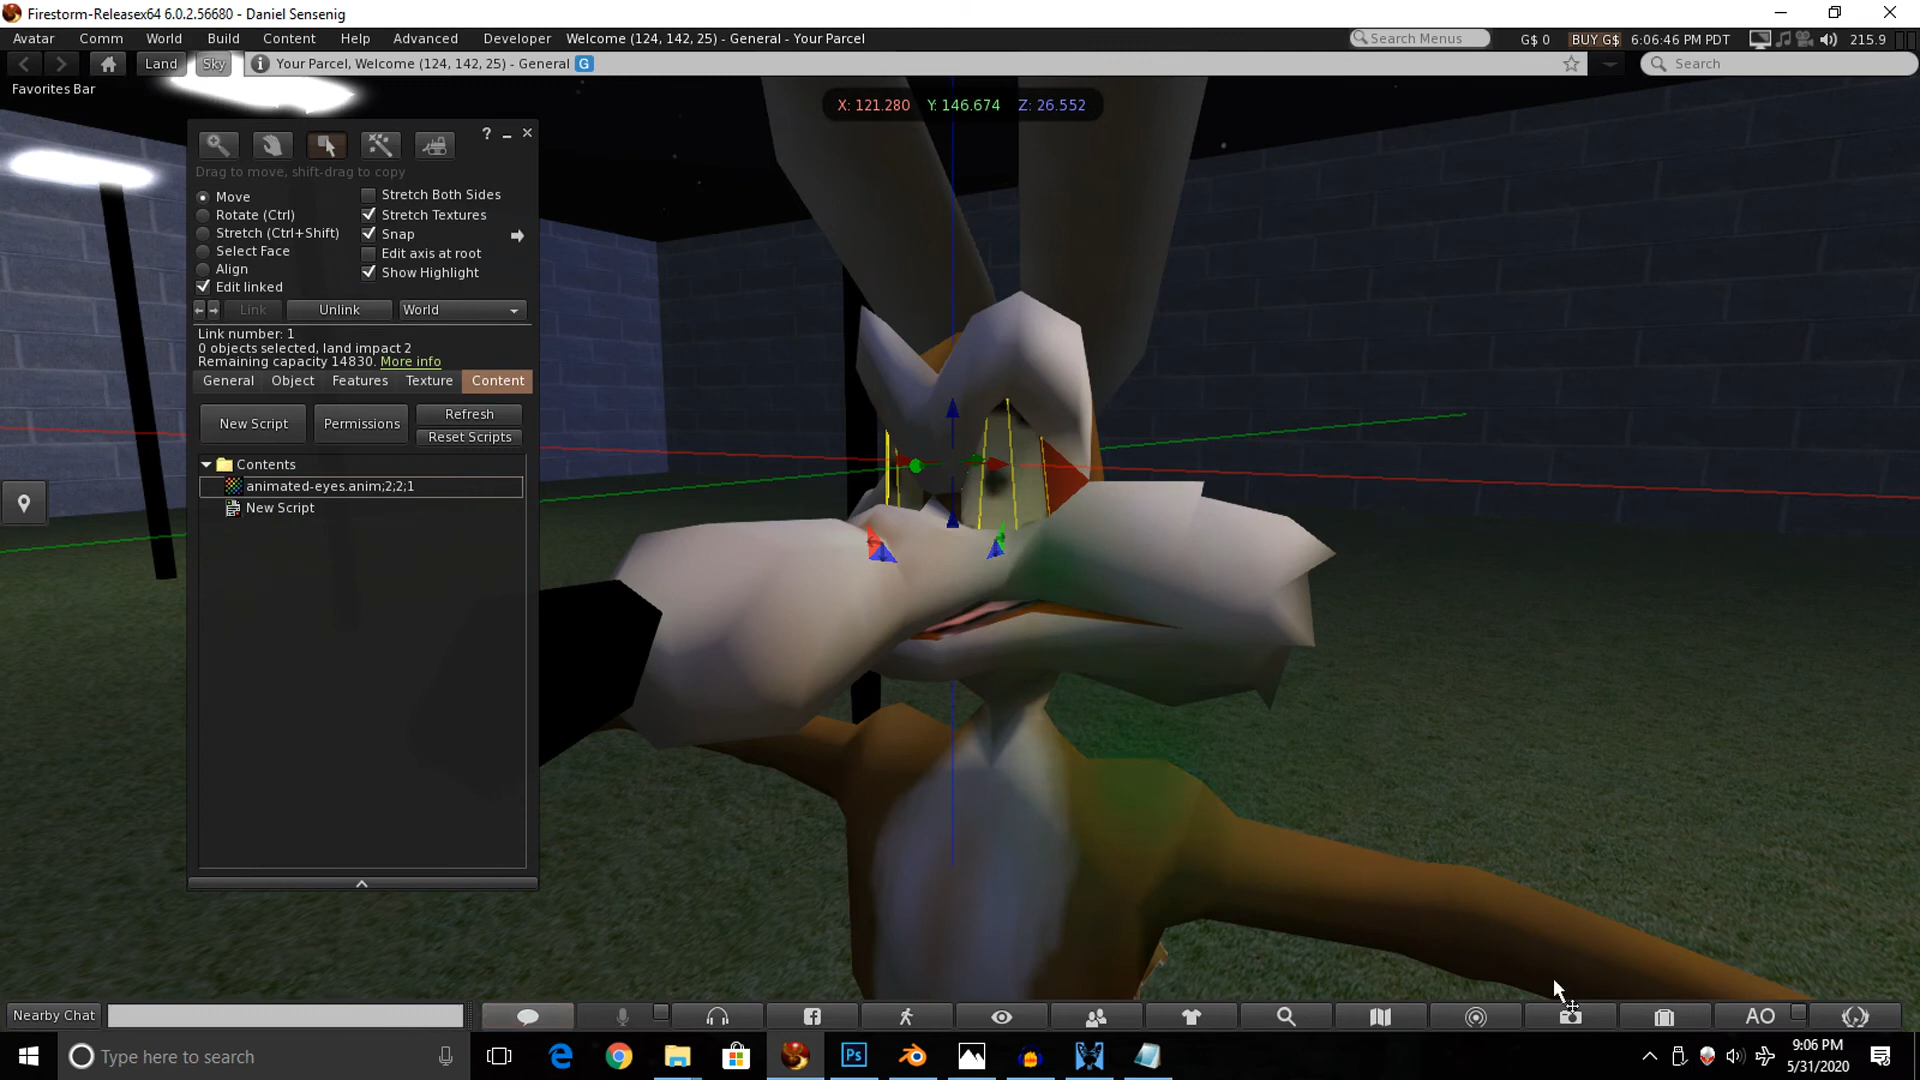 Firestorm-Releasex64 6.0.2.56680 - Daniel Sensenig
Avatar Comm World Build Content Help Advanced Developer Welcome (124, 142, 25) - General - Your Parcel Search Menus G$ 0 BUY G$ 6:06:46 PM PDT 215.9
Land Sky Your Parcel, Welcome (124, 142, 25) - General G Search
Favorites Bar
X: 121.280 Y: 146.674 Z: 26.552
Drag to move, shift-drag to copy
Move Stretch Both Sides
Rotate (Ctrl) Stretch Textures
Stretch (Ctrl+Shift) Snap
Select Face Edit axis at root
Align Show Highlight
Edit linked
Link Unlink World
Link number: 1
0 objects selected, land impact 2
Remaining capacity 14830. More info
General Object Features Texture Content
New Script Permissions Refresh
Reset Scripts
Contents
animated-eyes.anim;2;2;1
New Script
Nearby Chat AO
Type here to search
9:06 PM
5/31/2020